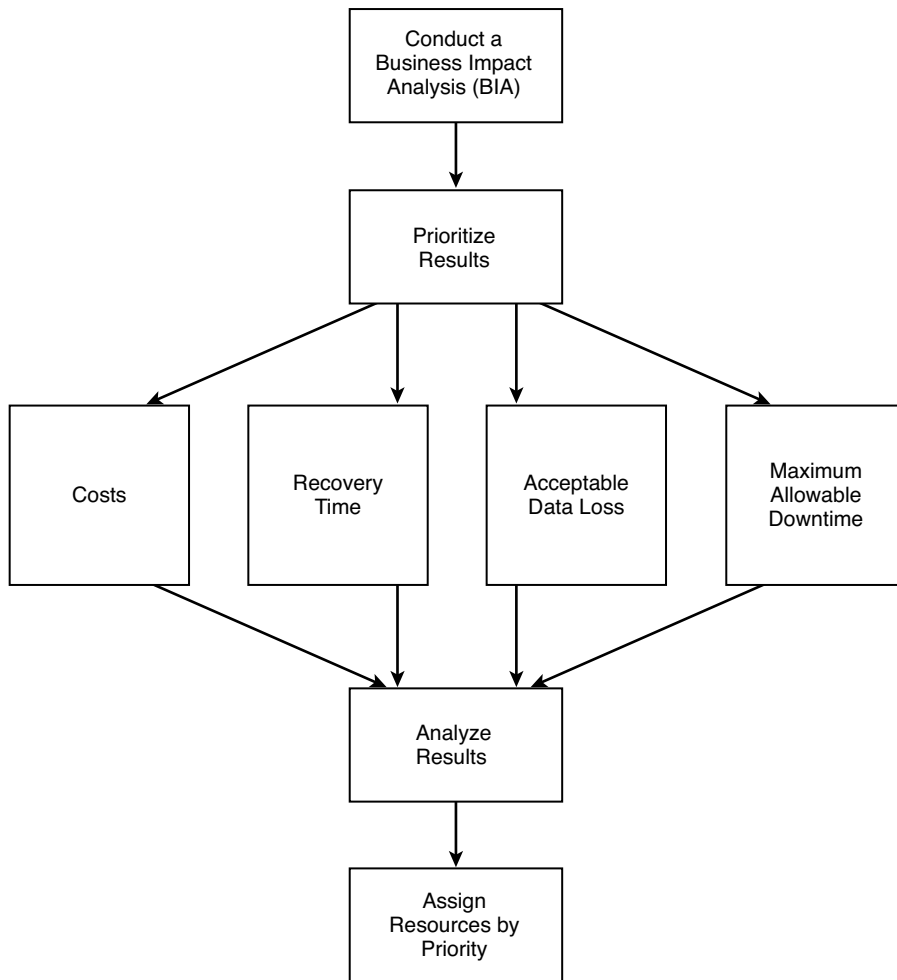 Conduct a
Business Impact
Analysis (BIA)
Prioritize
Results
Costs
Recovery
Time
Acceptable
Data Loss
Maximum
Allowable
Downtime
Analyze
Results
Assign
Resources by
Priority